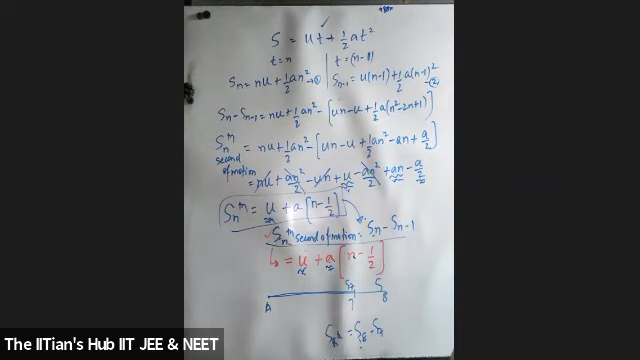 S = ut + 1/2 at²
t = n | t = (n-1)
Sn = nu + 1/2 an² → ① | Sn-1 = u(n-1) + 1/2 a(n-1)² → ②
Sn - Sn-1 = nu + 1/2 an² - [un - u + 1/2 a(n² - 2n + 1)]
Sn^th second of motion = nu + 1/2 an² - [un - u + 1/2 an² - an + a/2]
= nu + an²/2 - un + u - an²/2 + an - a/2
Sn^th = u + a[n - 1/2]
Sn^th second of motion = Sn - Sn-1
= u + a[n - 1/2]
S7 S8
A 7 8
= S8 - S7
The IITian's Hub IIT JEE & NEET